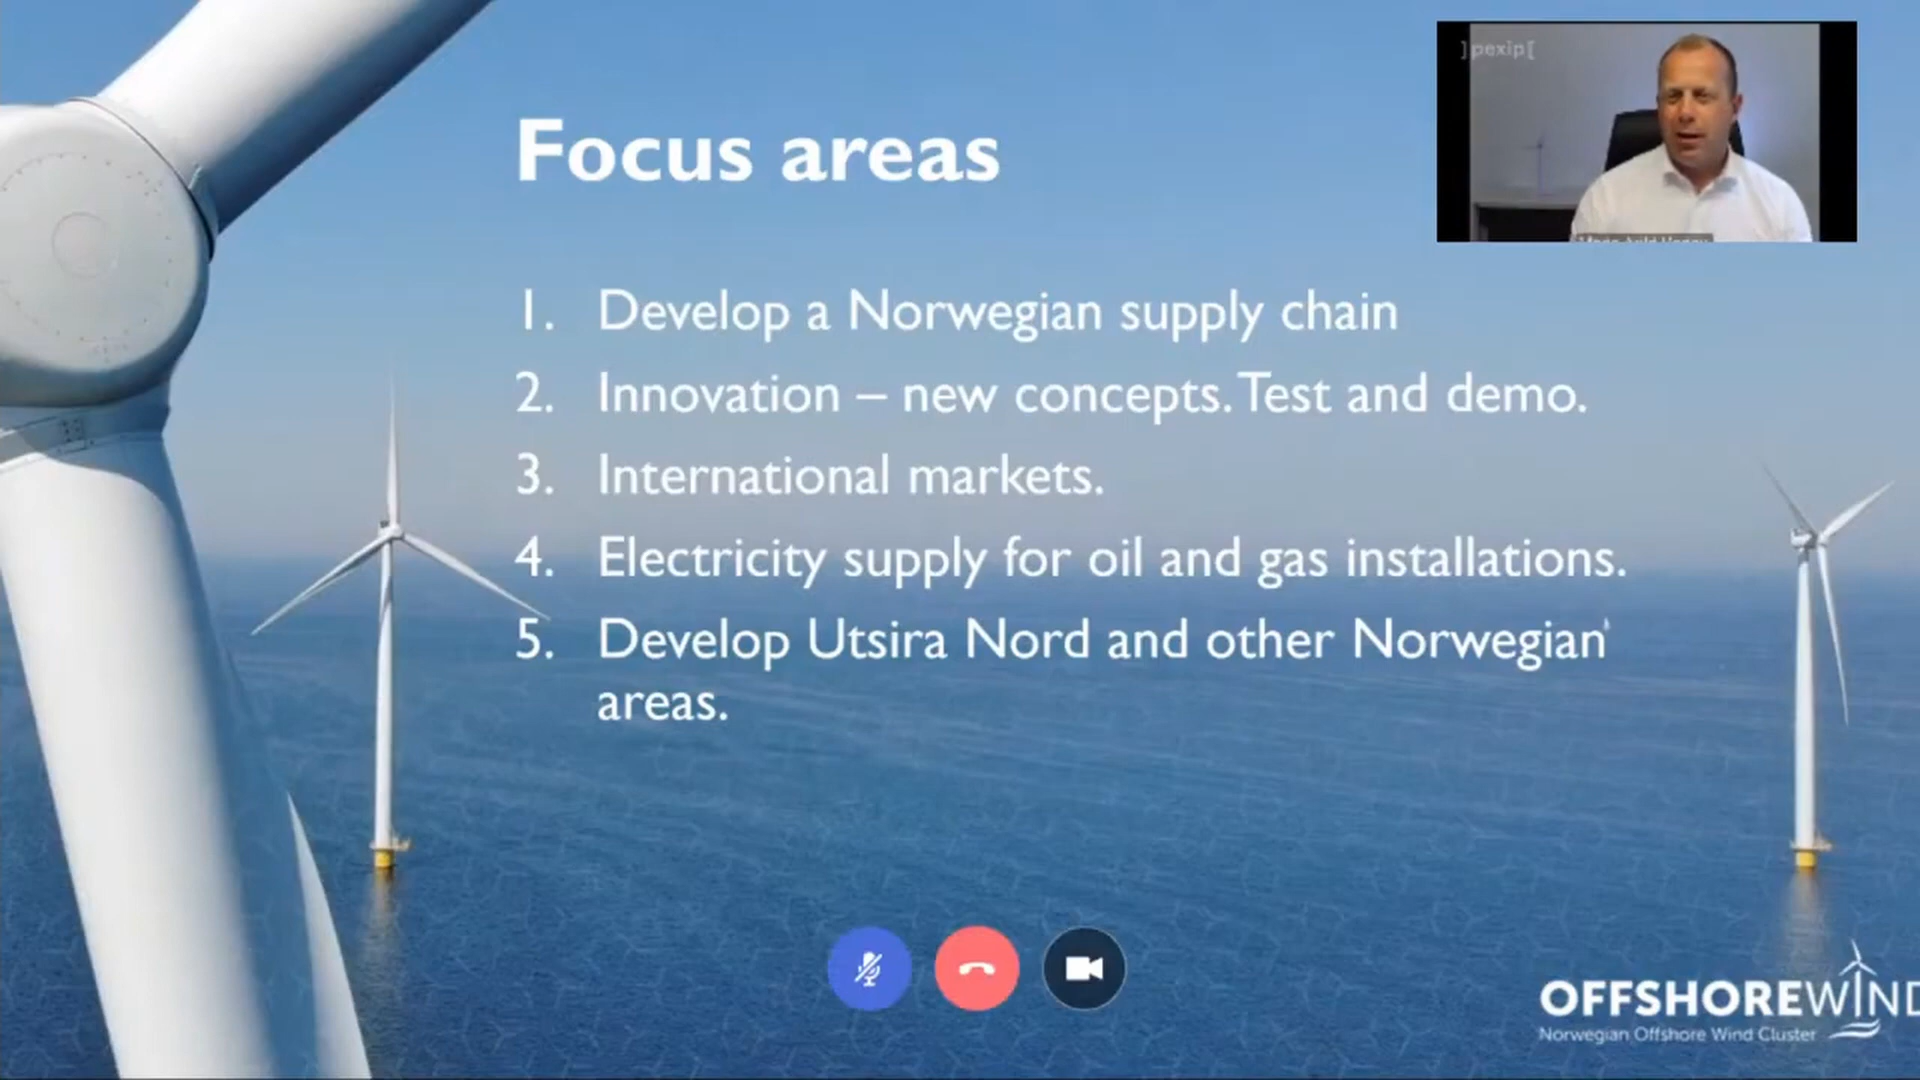 ]pexip[
Focus areas
1. Develop a Norwegian supply chain
2. Innovation – new concepts. Test and demo.
3. International markets.
4. Electricity supply for oil and gas installations.
5. Develop Utsira Nord and other Norwegian
areas.
OFFSHOREWIND
Norwegian Offshore Wind Cluster